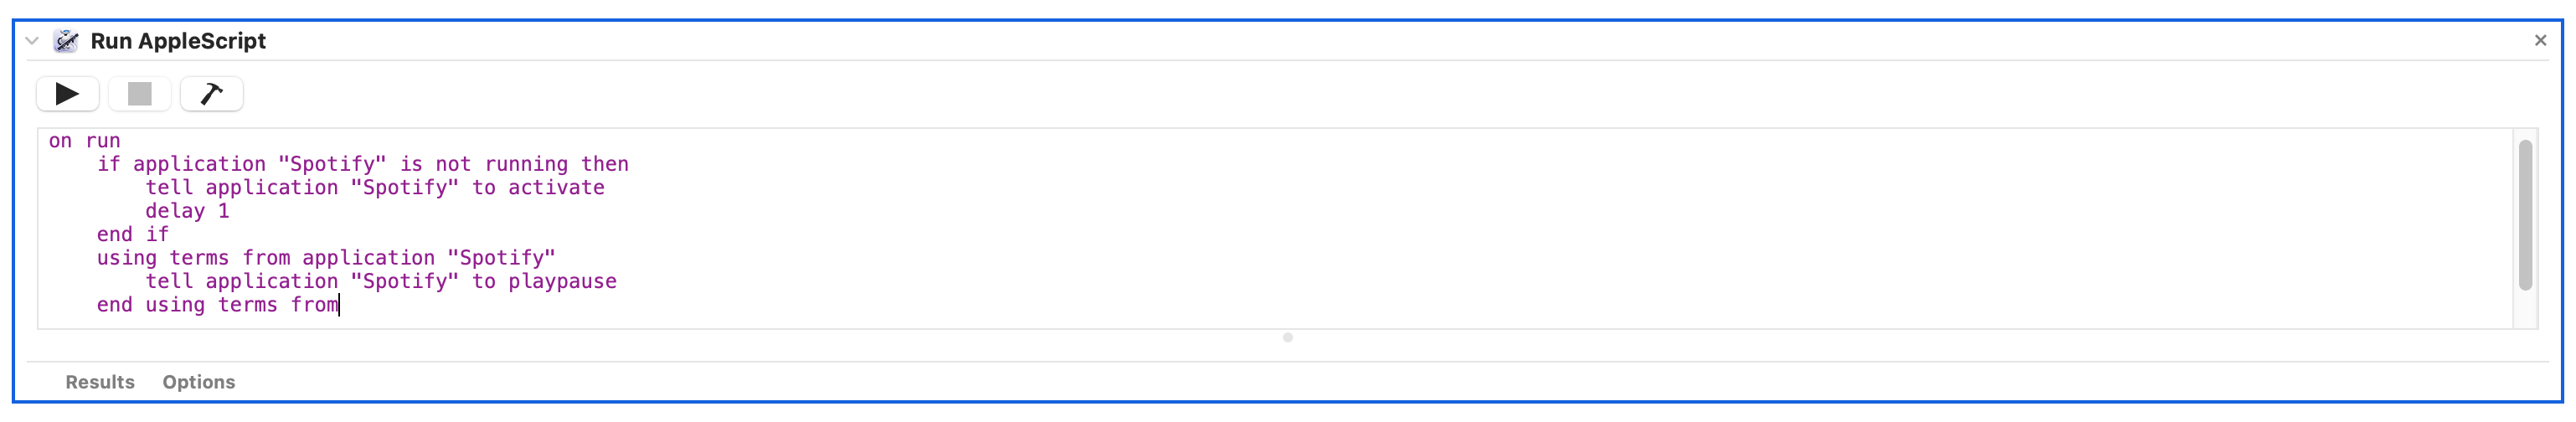 Run AppleScript
on run
if application "Spotify" is not running then
tell application "Spotify" to activate
delay 1
end if
using terms from application "Spotify"
tell application "Spotify" to playpause
end using terms from
Results Options